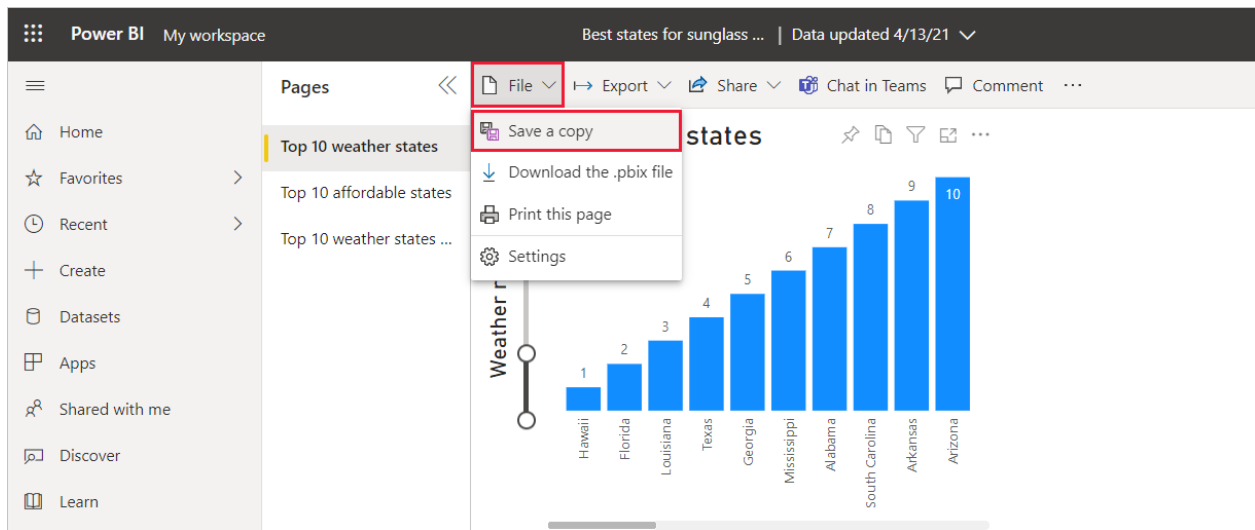 Power BI My workspace
Best states for sunglass ... | Data updated 4/13/21
Home
Favorites
Recent
Create
Datasets
Apps
Shared with me
Discover
Learn
Pages
Top 10 weather states
Top 10 affordable states
Top 10 weather states ...
File Export Share Chat in Teams Comment ...
Save a copy
Download the .pbix file
Print this page
Settings
states
Weather
1
2
3
4
5
6
7
8
9
10
Hawaii
Florida
Louisiana
Texas
Georgia
Mississippi
Alabama
South Carolina
Arkansas
Arizona